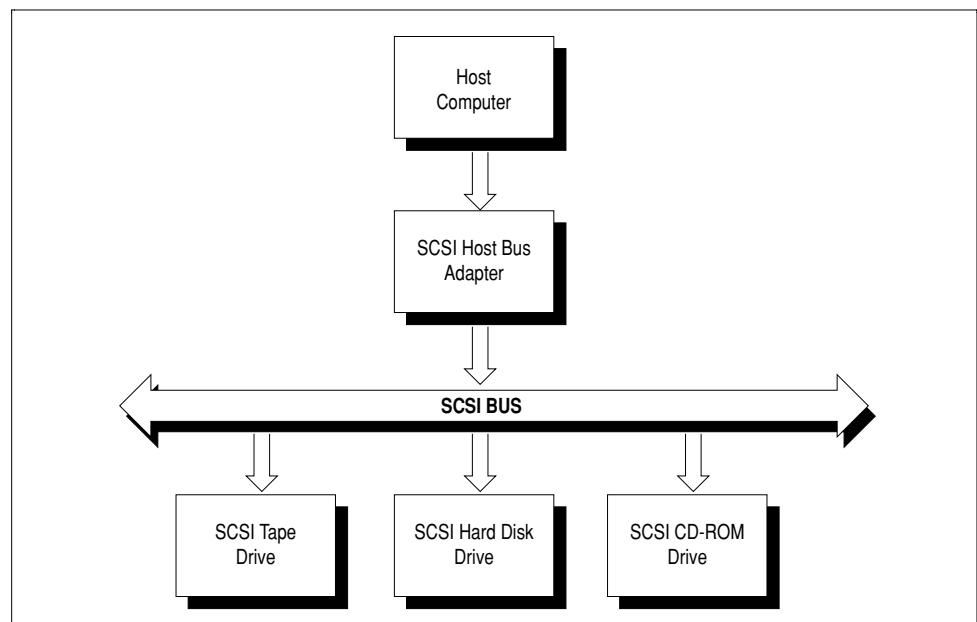 Host
Computer
SCSI Host Bus
Adapter
SCSI BUS
SCSI Tape
Drive
SCSI Hard Disk
Drive
SCSI CD-ROM
Drive